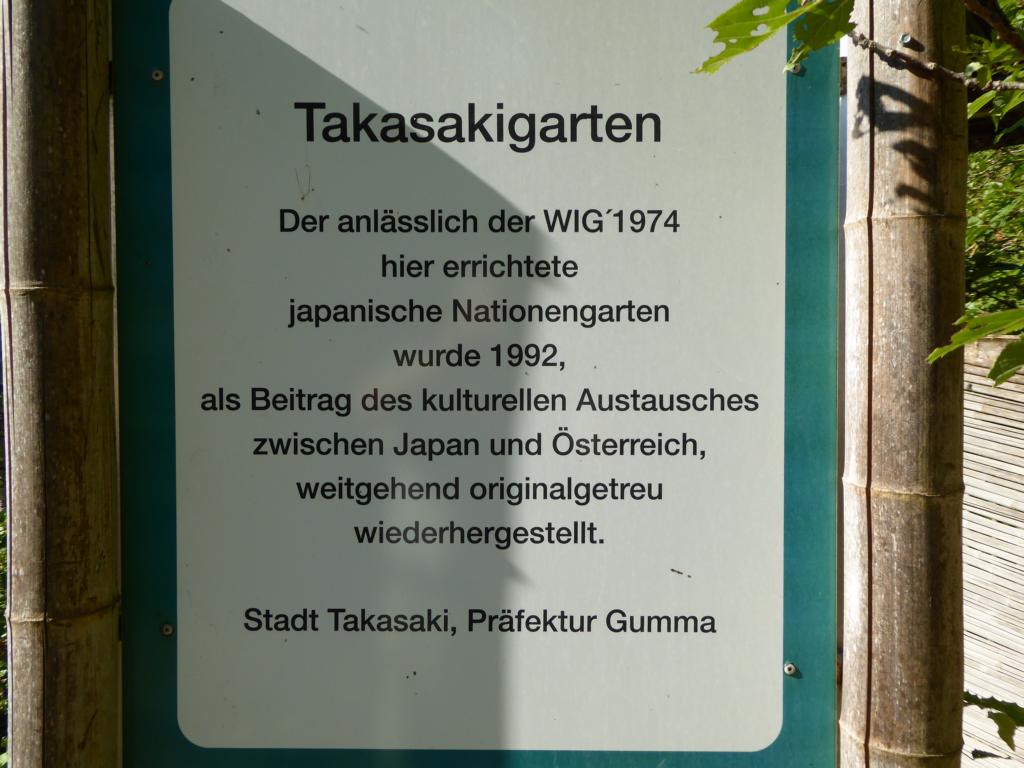 Takasakigarten
Der anlässlich der WIG´1974
hier errichtete
japanische Nationengarten
wurde 1992,
als Beitrag des kulturellen Austausches
zwischen Japan und Österreich,
weitgehend originalgetreu
wiederhergestellt.
Stadt Takasaki, Präfektur Gumma